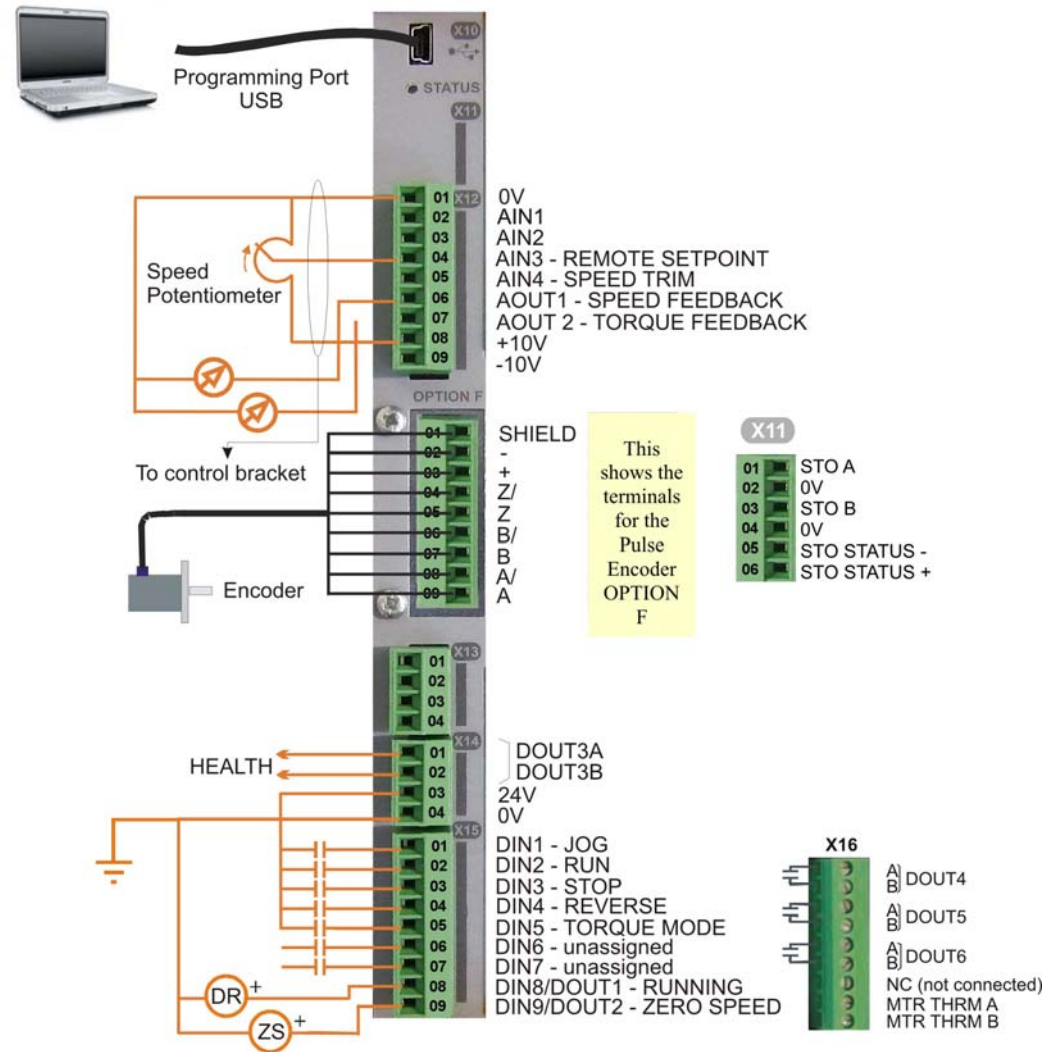 X10
Programming Port
USB
STATUS
X11
X12
01 0V
02 AIN1
03 AIN2
04 AIN3 - REMOTE SETPOINT
05 AIN4 - SPEED TRIM
06 AOUT1 - SPEED FEEDBACK
07 AOUT 2 - TORQUE FEEDBACK
08 +10V
09 -10V
Speed
Potentiometer
To control bracket
OPTION F
01 SHIELD
02 -
03 +
04 Z/
05 Z
06 B/
07 B
08 A/
09 A
Encoder
This
shows the
terminals
for the
Pulse
Encoder
OPTION
F
X11
01 STO A
02 0V
03 STO B
04 0V
05 STO STATUS -
06 STO STATUS +
X13
01
02
03
04
X14
HEALTH
01 DOUT3A
02 DOUT3B
03 24V
04 0V
X15
01 DIN1 - JOG
02 DIN2 - RUN
03 DIN3 - STOP
04 DIN4 - REVERSE
05 DIN5 - TORQUE MODE
06 DIN6 - unassigned
07 DIN7 - unassigned
08 DIN8/DOUT1 - RUNNING
09 DIN9/DOUT2 - ZERO SPEED
DR +
ZS +
X16
A
B DOUT4
A
B DOUT5
A
B DOUT6
NC (not connected)
MTR THRM A
MTR THRM B